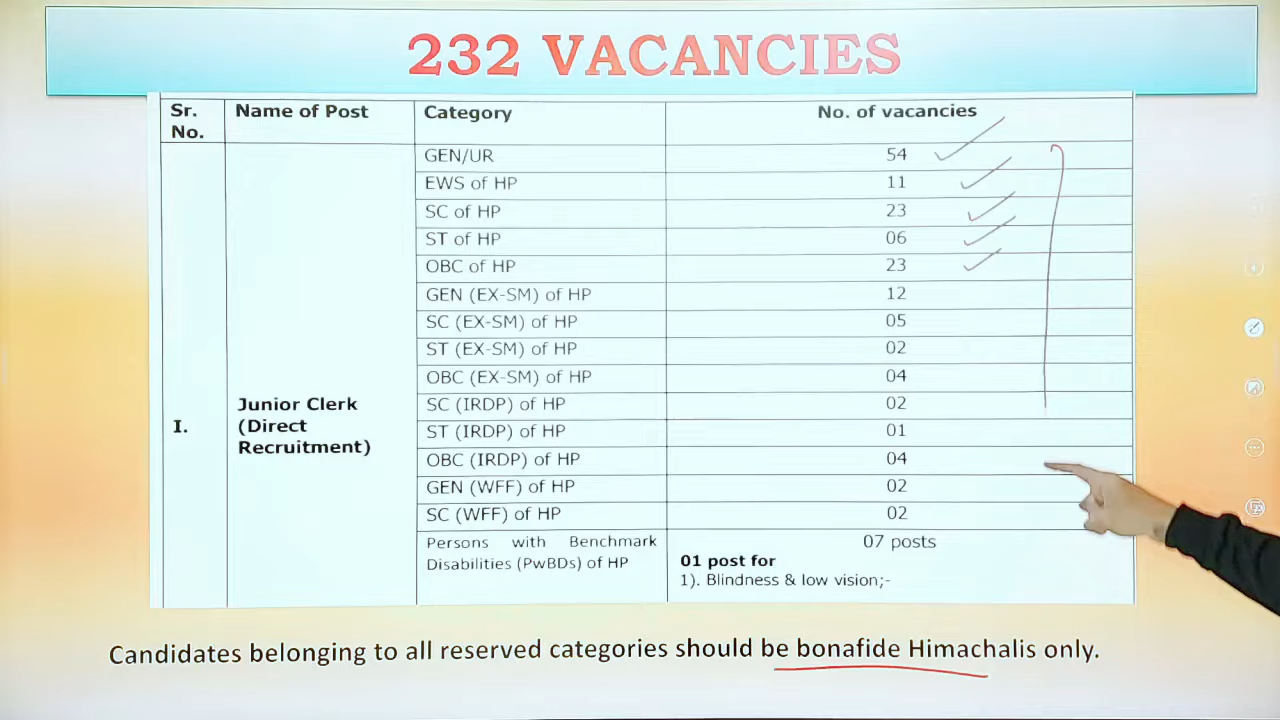 232 VACANCIES
Sr. No. Name of Post Category No. of vacancies
I. Junior Clerk (Direct Recruitment)
GEN/UR 54
EWS of HP 11
SC of HP 23
ST of HP 06
OBC of HP 23
GEN (EX-SM) of HP 12
SC (EX-SM) of HP 05
ST (EX-SM) of HP 02
OBC (EX-SM) of HP 04
SC (IRDP) of HP 02
ST (IRDP) of HP 01
OBC (IRDP) of HP 04
GEN (WFF) of HP 02
SC (WFF) of HP 02
Persons with Benchmark Disabilities (PwBDs) of HP 07 posts
01 post for
1). Blindness & low vision;-
Candidates belonging to all reserved categories should be bonafide Himachalis only.